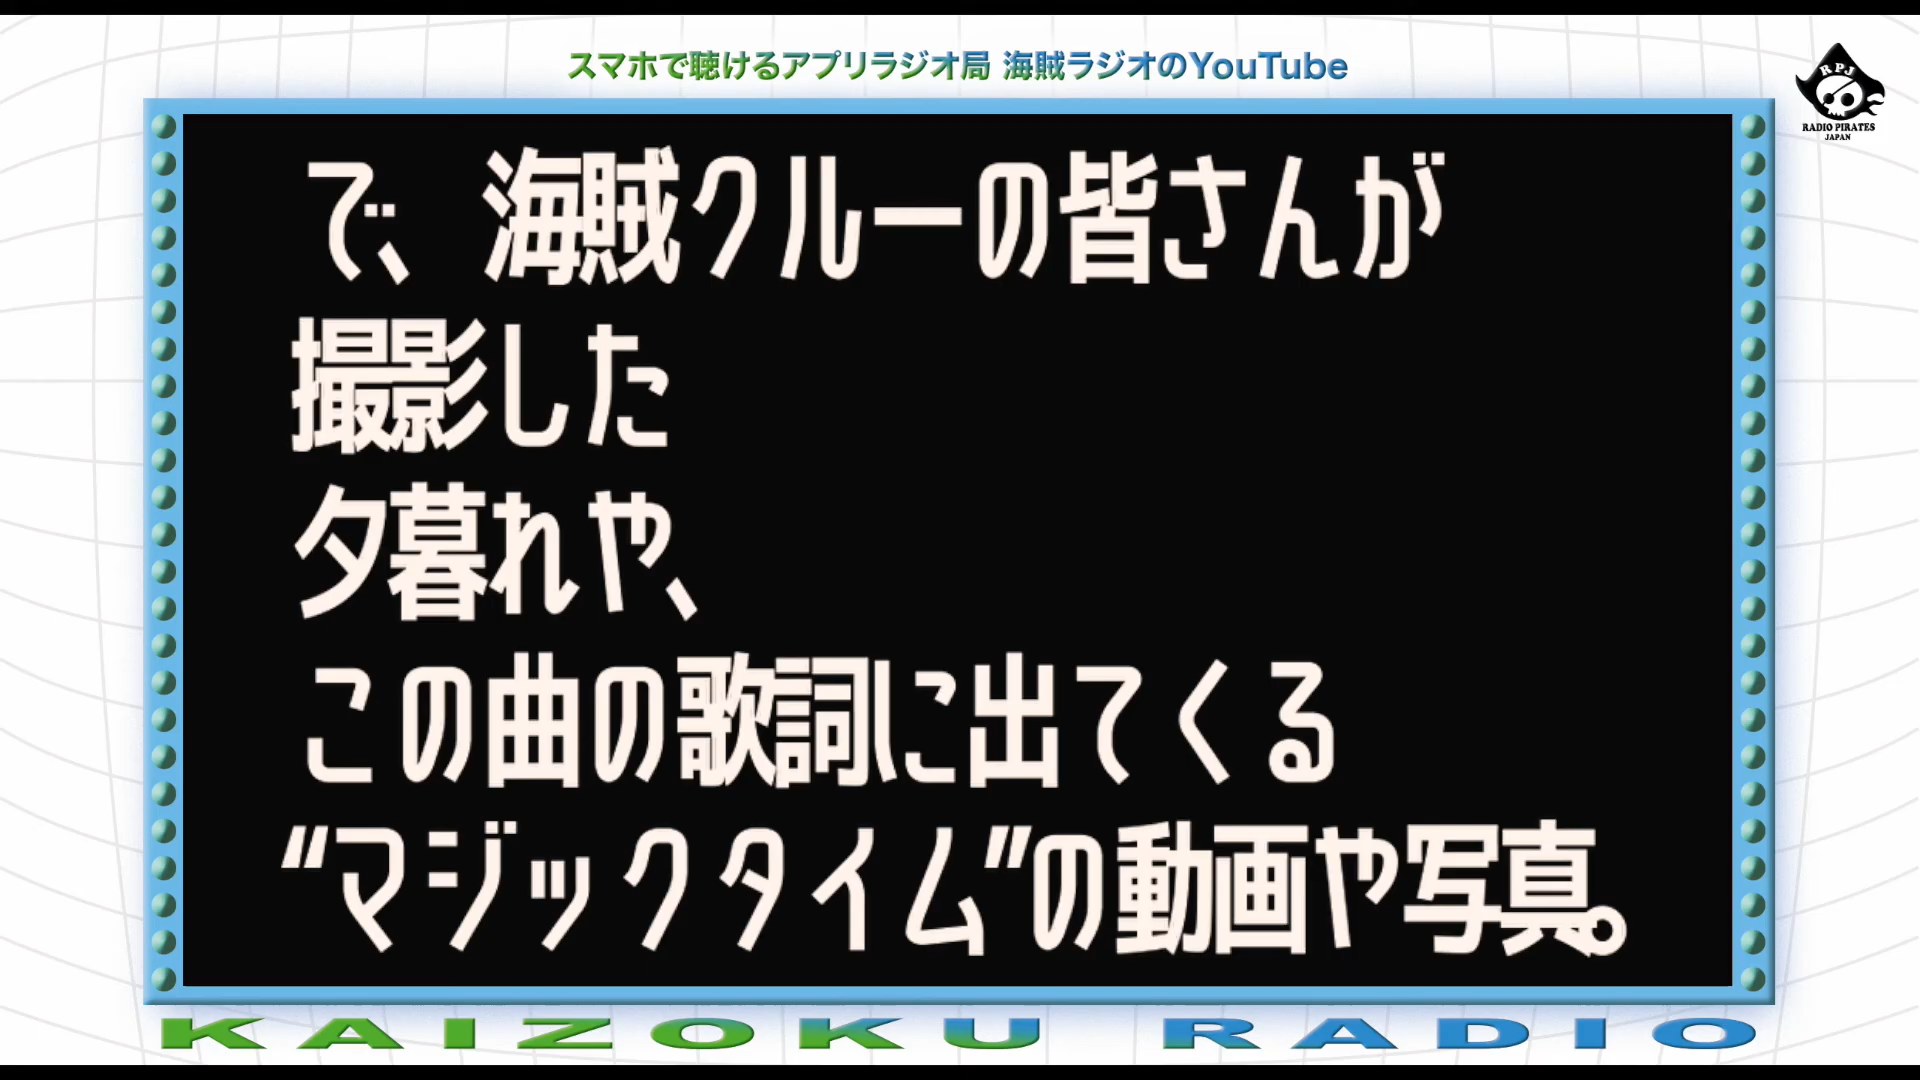 スマホで聴けるアプリラジオ局 海賊ラジオのYouTube
RPJ
RADIO PIRATES
JAPAN
で、海賊クルーの皆さんが
撮影した
夕暮れや、
この曲の歌詞に出てくる
“マジックタイム”の動画や写真。
KAIZOKU RADIO